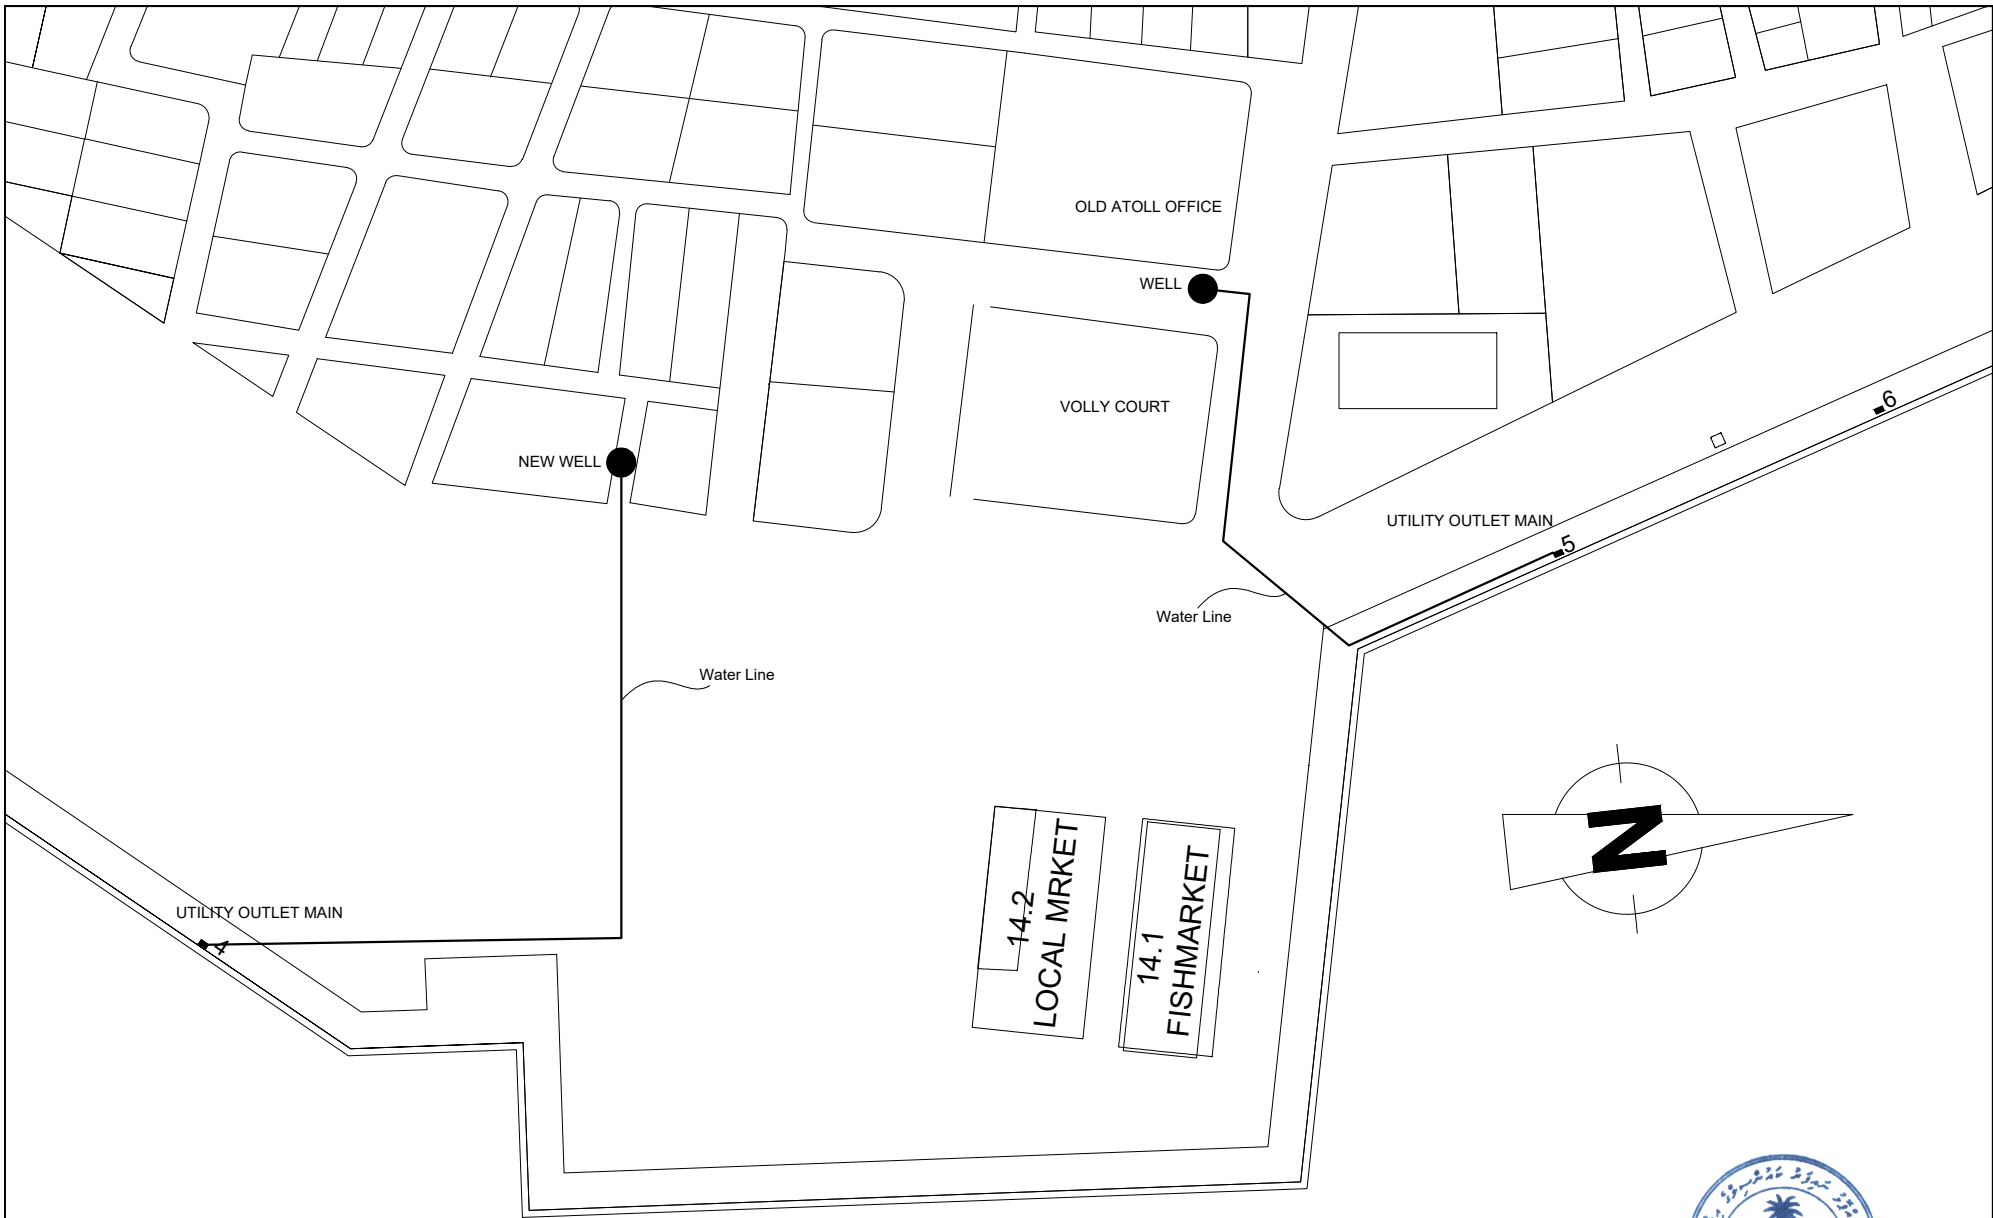 OLD ATOLL OFFICE
WELL
VOLLY COURT
6
NEW WELL
UTILITY OUTLET MAIN
5
Water Line
Water Line
N
14.2
LOCAL MRKET
14.1
FISHMARKET
UTILITY OUTLET MAIN
4